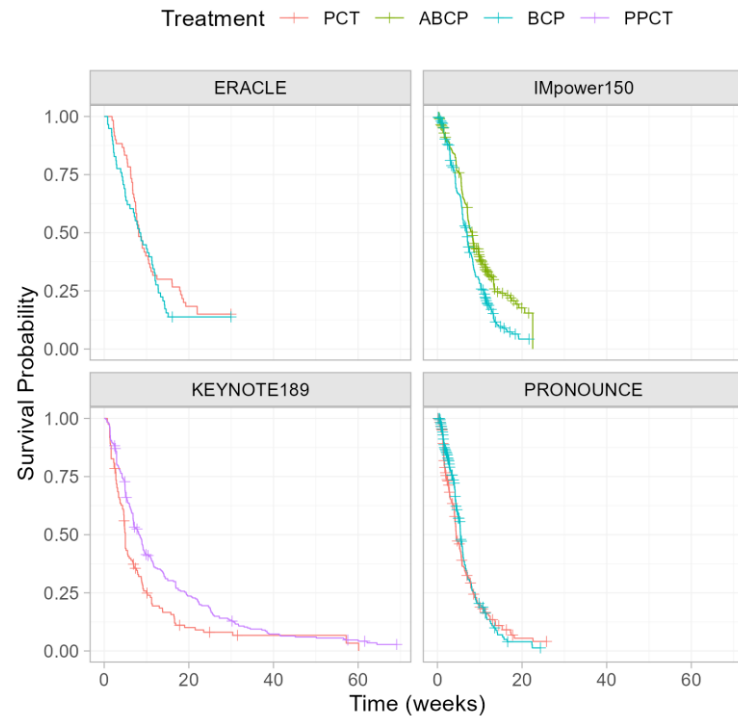 Treatment PCT ABCP BCP PPCT
ERACLE IMpower150
1.00
0.75
0.50
0.25
0.00
KEYNOTE189 PRONOUNCE
1.00
0.75
0.50
0.25
0.00
0 20 40 60 0 20 40 60
Survival Probability
Time (weeks)